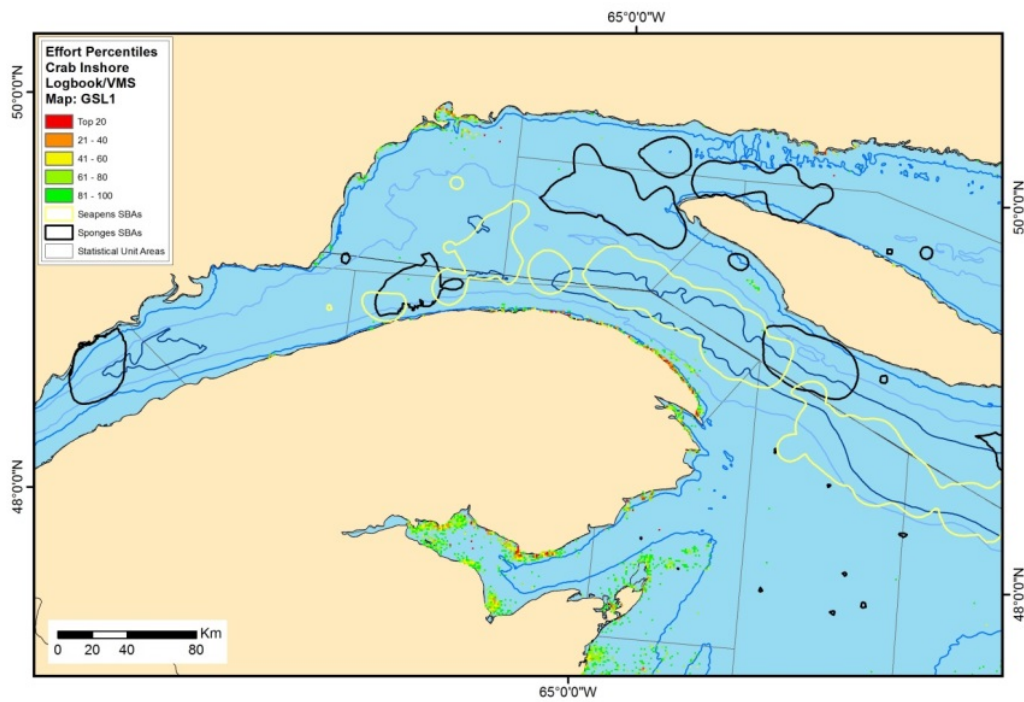 65°0'0"W
Effort Percentiles
Crab Inshore
Logbook/VMS
Map: GSL1
Top 20
21 - 40
41 - 60
61 - 80
81 - 100
Seapens SBAs
Sponges SBAs
Statistical Unit Areas
50°0'0"N
50°0'0"N
48°0'0"N
48°0'0"N
Km
0 20 40 80
65°0'0"W